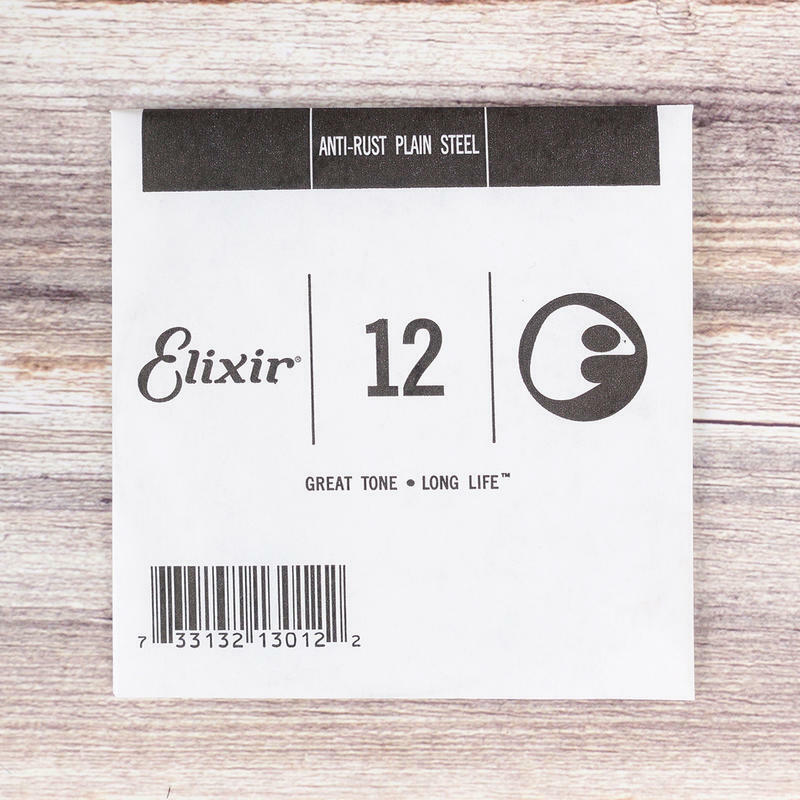 ANTI-RUST PLAIN STEEL
Elixir®
12
GREAT TONE • LONG LIFE™
7 33132 13012 2